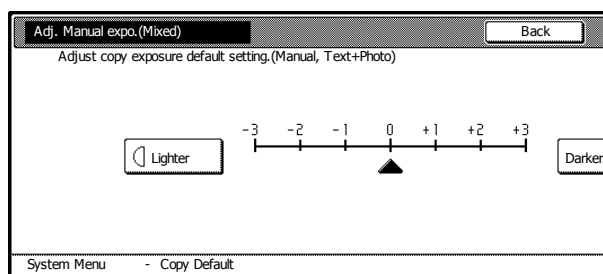 Adj. Manual expo.(Mixed) Back
Adjust copy exposure default setting.(Manual, Text+Photo)
-3 -2 -1 0 +1 +2 +3
Lighter Darker
System Menu - Copy Default